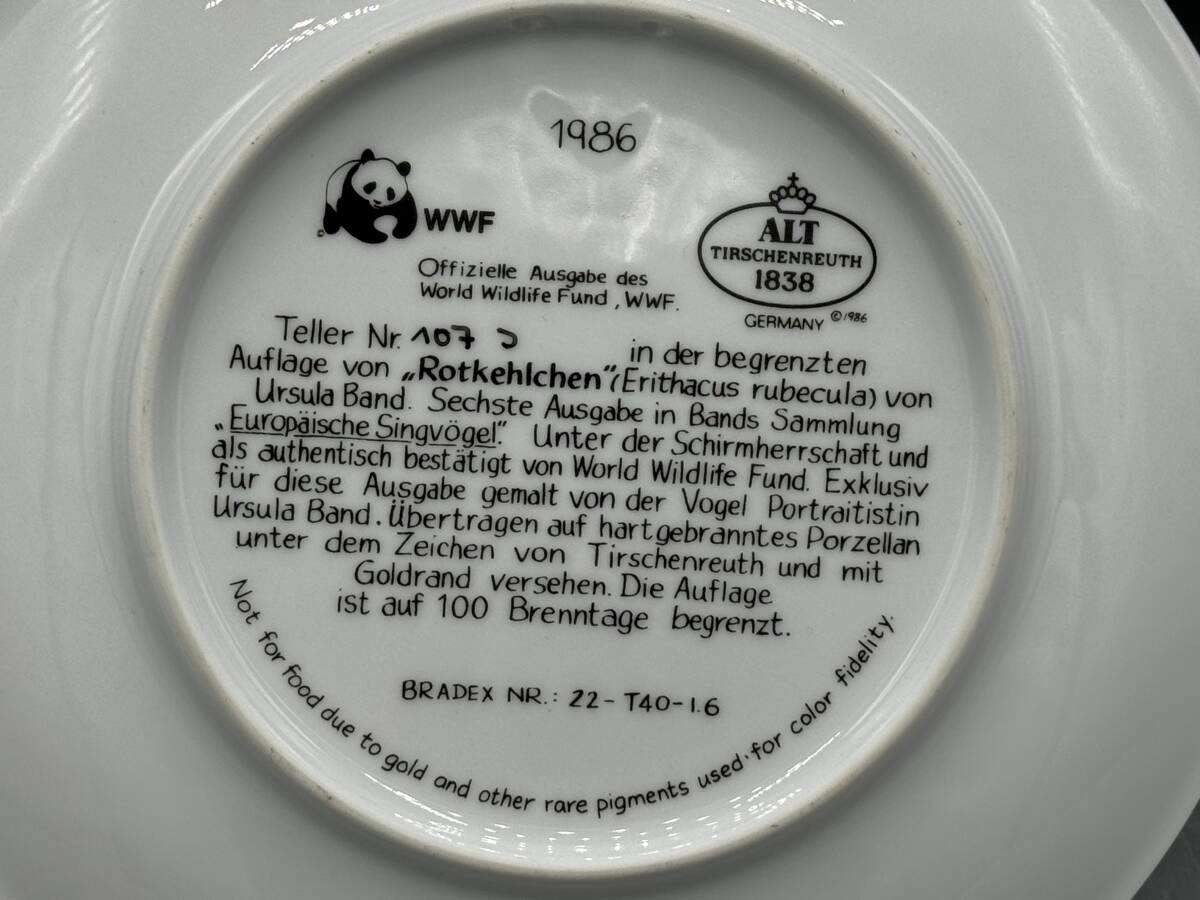 1986
WWF
©
Offizielle Ausgabe des
World Wildlife Fund, WWF.
ALT
TIRSCHENREUTH
1838
GERMANY ©1986
Teller Nr. 107 in der begrenzten
Auflage von „Rotkehlchen“ (Erithacus rubecula) von
Ursula Band. Sechste Ausgabe in Bands Sammlung
„Europäische Singvögel“. Unter der Schirmherrschaft und
als authentisch bestätigt von World Wildlife Fund. Exklusiv
für diese Ausgabe gemalt von der Vogel Portraitistin
Ursula Band. Übertragen auf hartgebranntes Porzellan
unter dem Zeichen von Tirschenreuth und mit
Goldrand versehen. Die Auflage
ist auf 100 Brenntage begrenzt.
BRADEX NR.: 22-T40-1.6
Not for food due to gold and other rare pigments used for color fidelity.